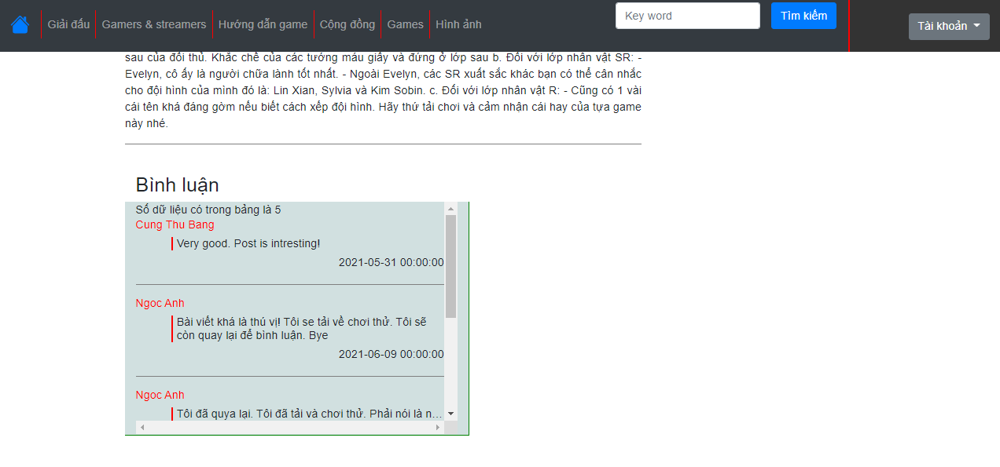 Giải đấu Gamers & streamers Hướng dẫn game Cộng đồng Games Hình ảnh Key word Tìm kiếm Tài khoản
sau của đối thủ. Khắc chế của các tướng máu giấy và đứng ở lớp sau b. Đối với lớp nhân vật SR: -
Evelyn, cô ấy là người chữa lành tốt nhất. - Ngoài Evelyn, các SR xuất sắc khác bạn có thể cân nhắc
cho đội hình của mình đó là: Lin Xian, Sylvia và Kim Sobin. c. Đối với lớp nhân vật R: - Cũng có 1 vài
cái tên khá đáng gờm nếu biết cách xếp đội hình. Hãy thứ tải chơi và cảm nhận cái hay của tựa game
này nhé.
Bình luận
Số dữ liệu có trong bảng là 5
Cung Thu Bang
Very good. Post is intresting!
2021-05-31 00:00:00
Ngoc Anh
Bài viết khá là thú vị! Tôi se tải về chơi thử. Tôi sẽ
còn quay lại để bình luận. Bye
2021-06-09 00:00:00
Ngoc Anh
Tôi đã quya lại. Tôi đã tải và chơi thử. Phải nói là n...